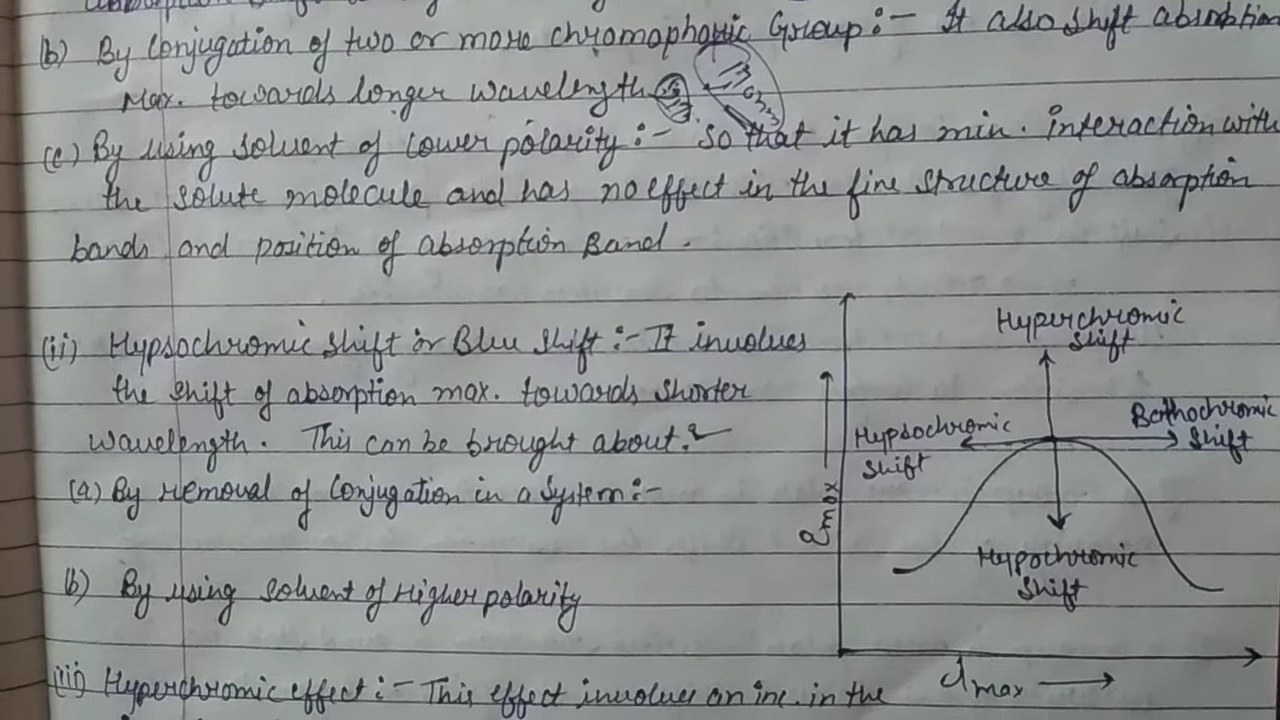 (b) By Conjugation of two or more chromophoric Group :- It also shift absorption
Max. towards longer wavelength
(c) By using solvent of Lower polarity :- So that it has min. interaction with
the solute molecule and has no effect in the fine structure of absorption
bands and position of absorption Band.
(ii) Hypsochromic Shift or Blue Shift :- It involves
the shift of absorption max. towards shorter
wavelength. This can be brought about:-
(a) By removal of Conjugation in a System :-
(b) By using solvent of Higher polarity
(iii) Hyperchromic effect :- This effect involves an inc. in the
Hyperchromic
Shift
Hypsochromic
Shift
Bathochromic
Shift
Hypochromic
Shift
max
max